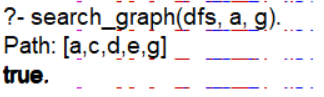 ?- search_graph(dfs, a, g).
Path: [a,c,d,e,g]
true.